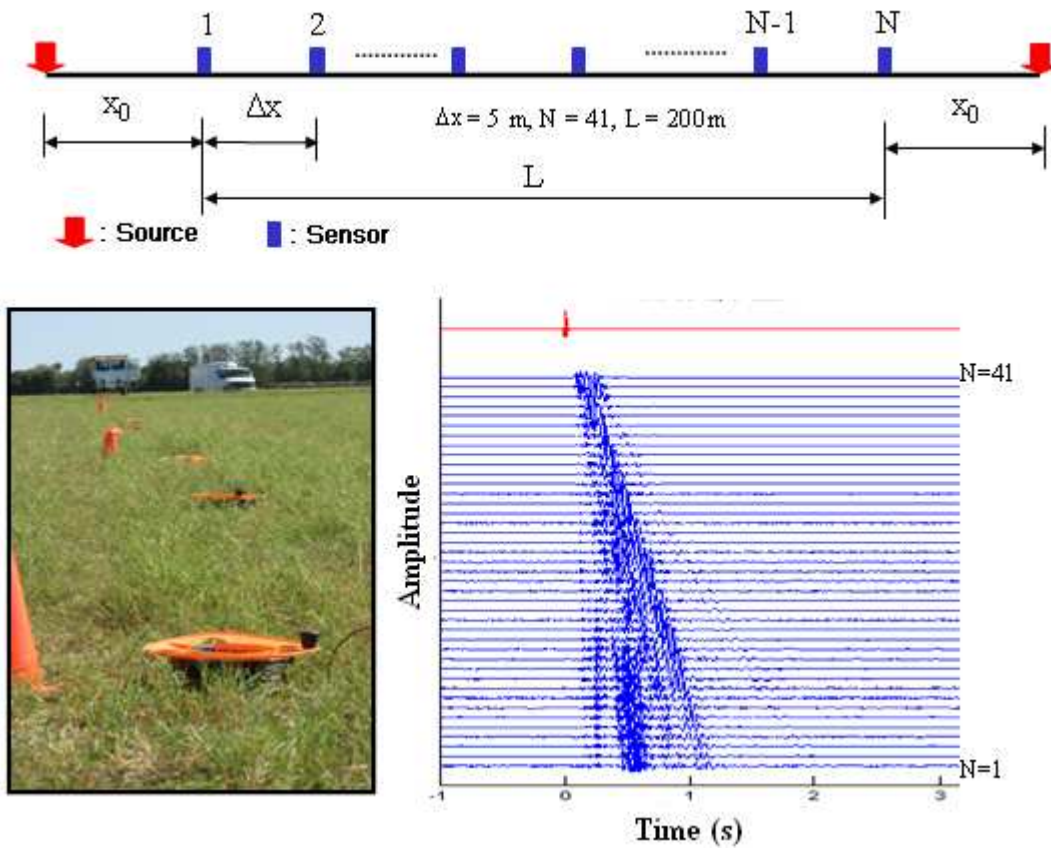 1 2 N-1 N
x₀ Δx Δx = 5 m, N = 41, L = 200m x₀
L
: Source : Sensor
N=41
Amplitude
N=1
-1 0 1 2 3
Time (s)